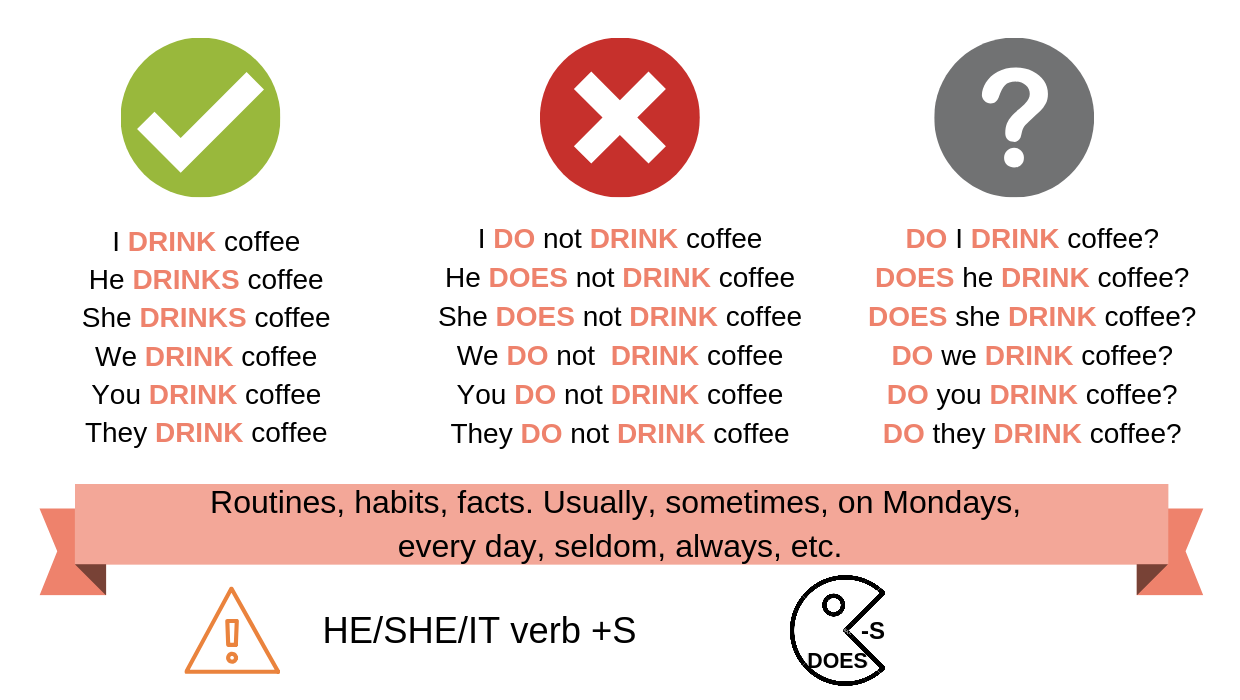 I DRINK coffee
He DRINKS coffee
She DRINKS coffee
We DRINK coffee
You DRINK coffee
They DRINK coffee
I DO not DRINK coffee
He DOES not DRINK coffee
She DOES not DRINK coffee
We DO not DRINK coffee
You DO not DRINK coffee
They DO not DRINK coffee
DO I DRINK coffee?
DOES he DRINK coffee?
DOES she DRINK coffee?
DO we DRINK coffee?
DO you DRINK coffee?
DO they DRINK coffee?
Routines, habits, facts. Usually, sometimes, on Mondays,
every day, seldom, always, etc.
HE/SHE/IT verb +S
-S
DOES